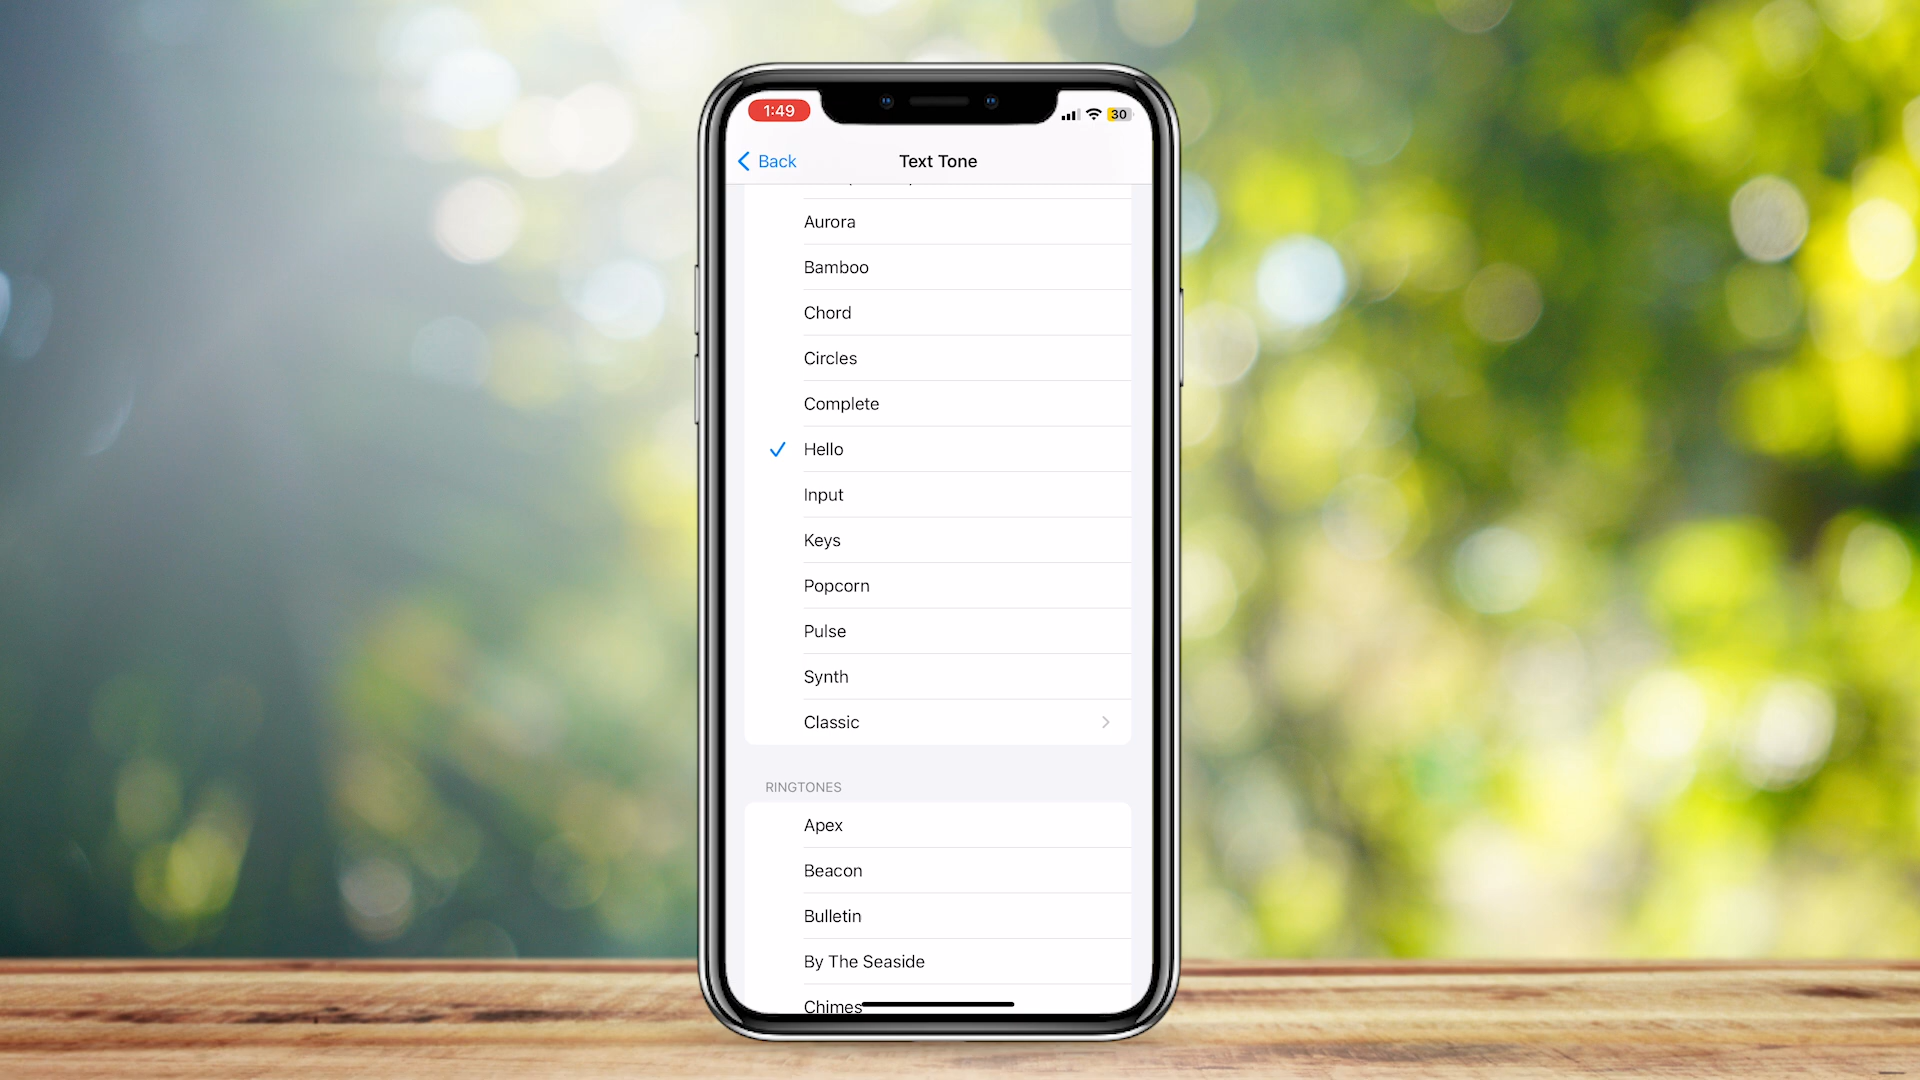 1:49
30
Back
Text Tone
Aurora
Bamboo
Chord
Circles
Complete
Hello
Input
Keys
Popcorn
Pulse
Synth
Classic
RINGTONES
Apex
Beacon
Bulletin
By The Seaside
Chimes